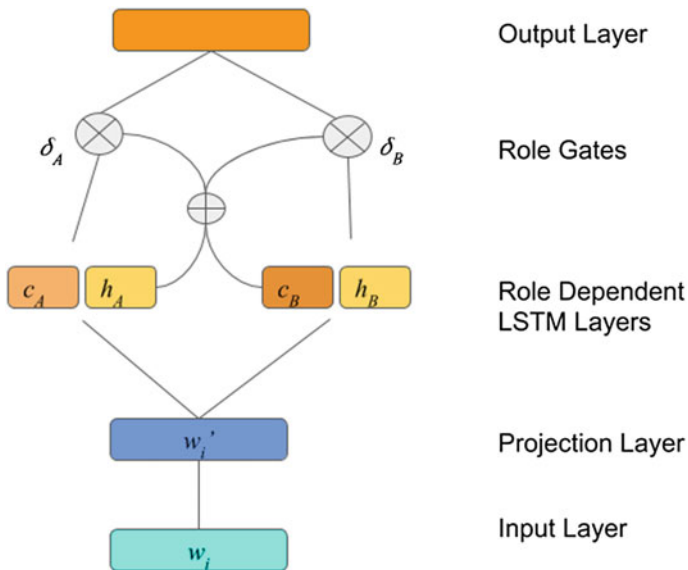 Output Layer
δA δB
Role Gates
cA hA cB hB
Role Dependent
LSTM Layers
wi’
Projection Layer
Input Layer
wi